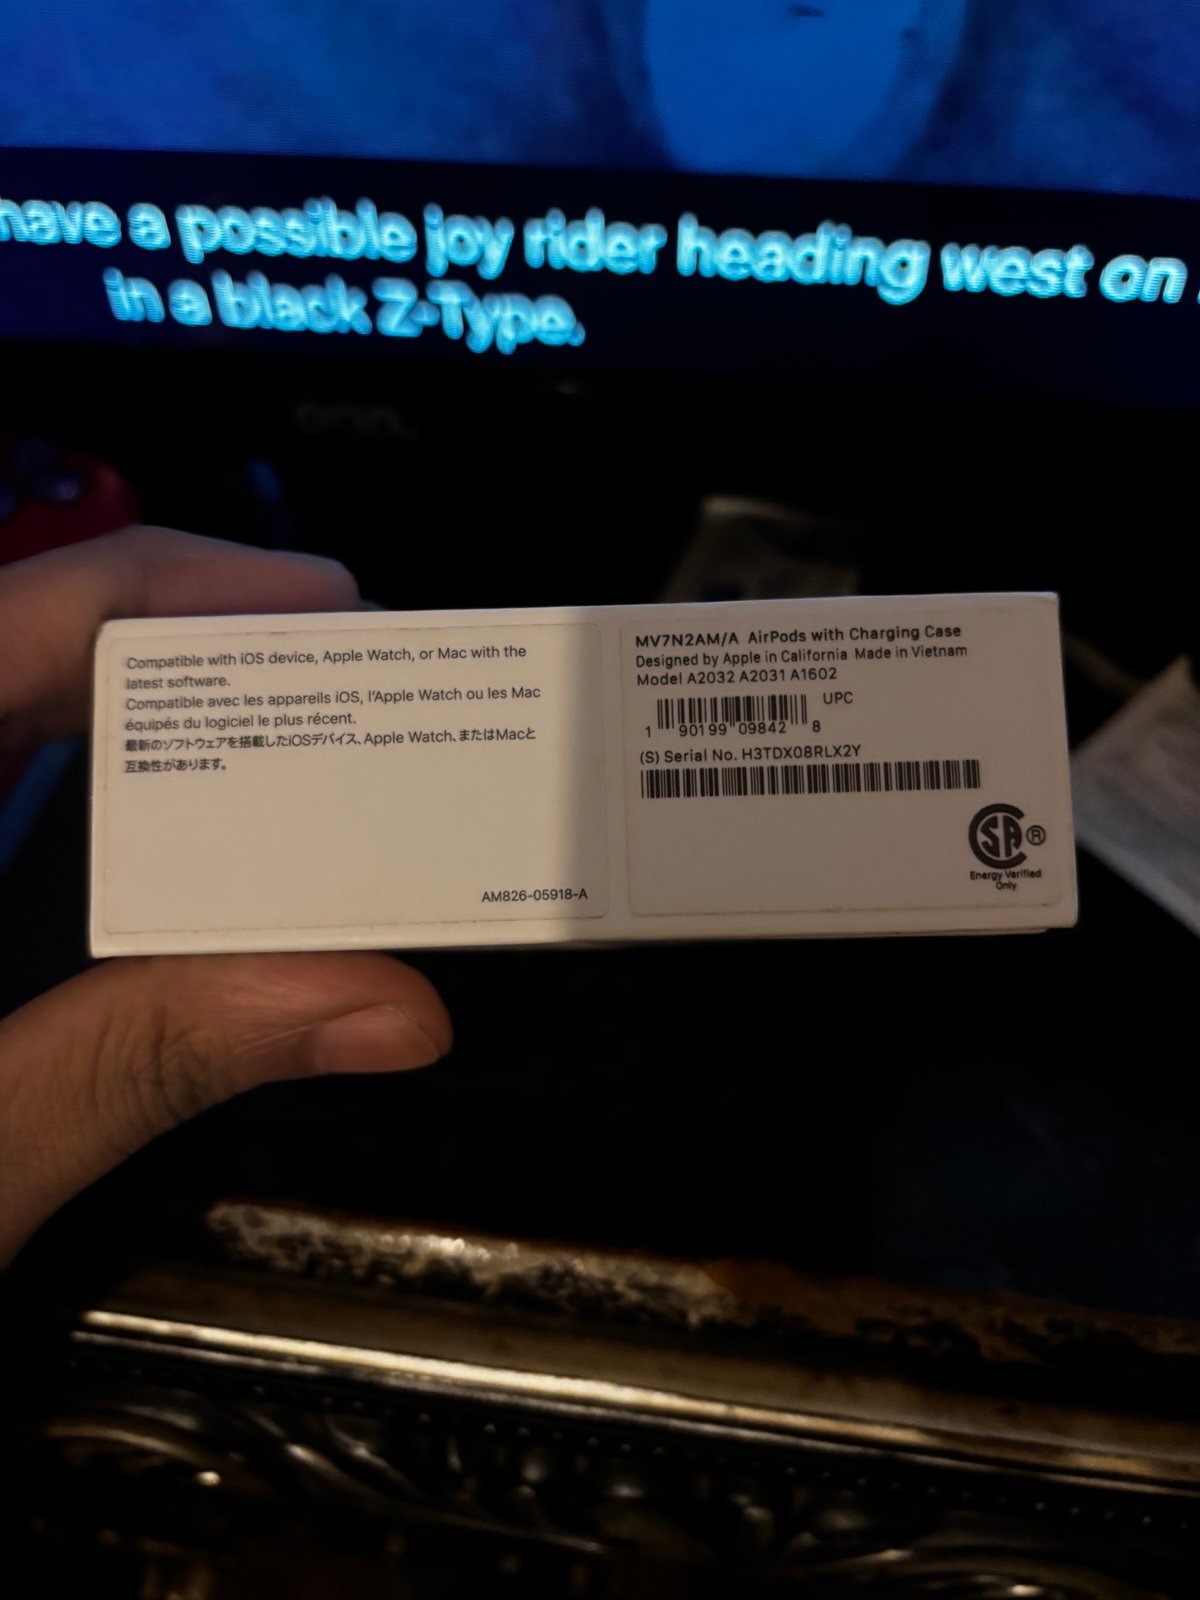 have a possible joy rider heading west on
in a black Z-Type.
Compatible with iOS device, Apple Watch, or Mac with the
latest software.
Compatible avec les appareils iOS, l'Apple Watch ou les Mac
équipés du logiciel le plus récent.
最新のソフトウェアを搭載したiOSデバイス、Apple Watch、またはMacと
互換性があります。
AM826-05918-A
MV7N2AM/A AirPods with Charging Case
Designed by Apple in California Made in Vietnam
Model A2032 A2031 A1602
UPC
1 90199 09842 8
(S) Serial No. H3TDX08RLX2Y
CSA®
Energy Verified
Only